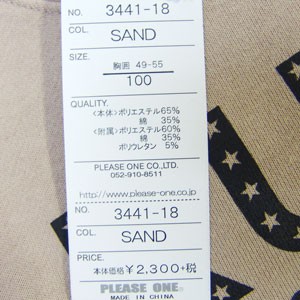 NO. 3441-18
COL. SAND
SIZE.
胸囲 49-55
100
QUALITY.
<本体>ポリエステル65%
綿 35%
<附属>ポリエステル60%
綿 35%
ポリウレタン 5%
PLEASE ONE CO.,LTD.
052-910-8511
http://www.please-one.co.jp
NO. 3441-18
COL. SAND
PRICE.
本体価格 ¥2,300+税
PLEASE ONE.
MADE IN CHINA